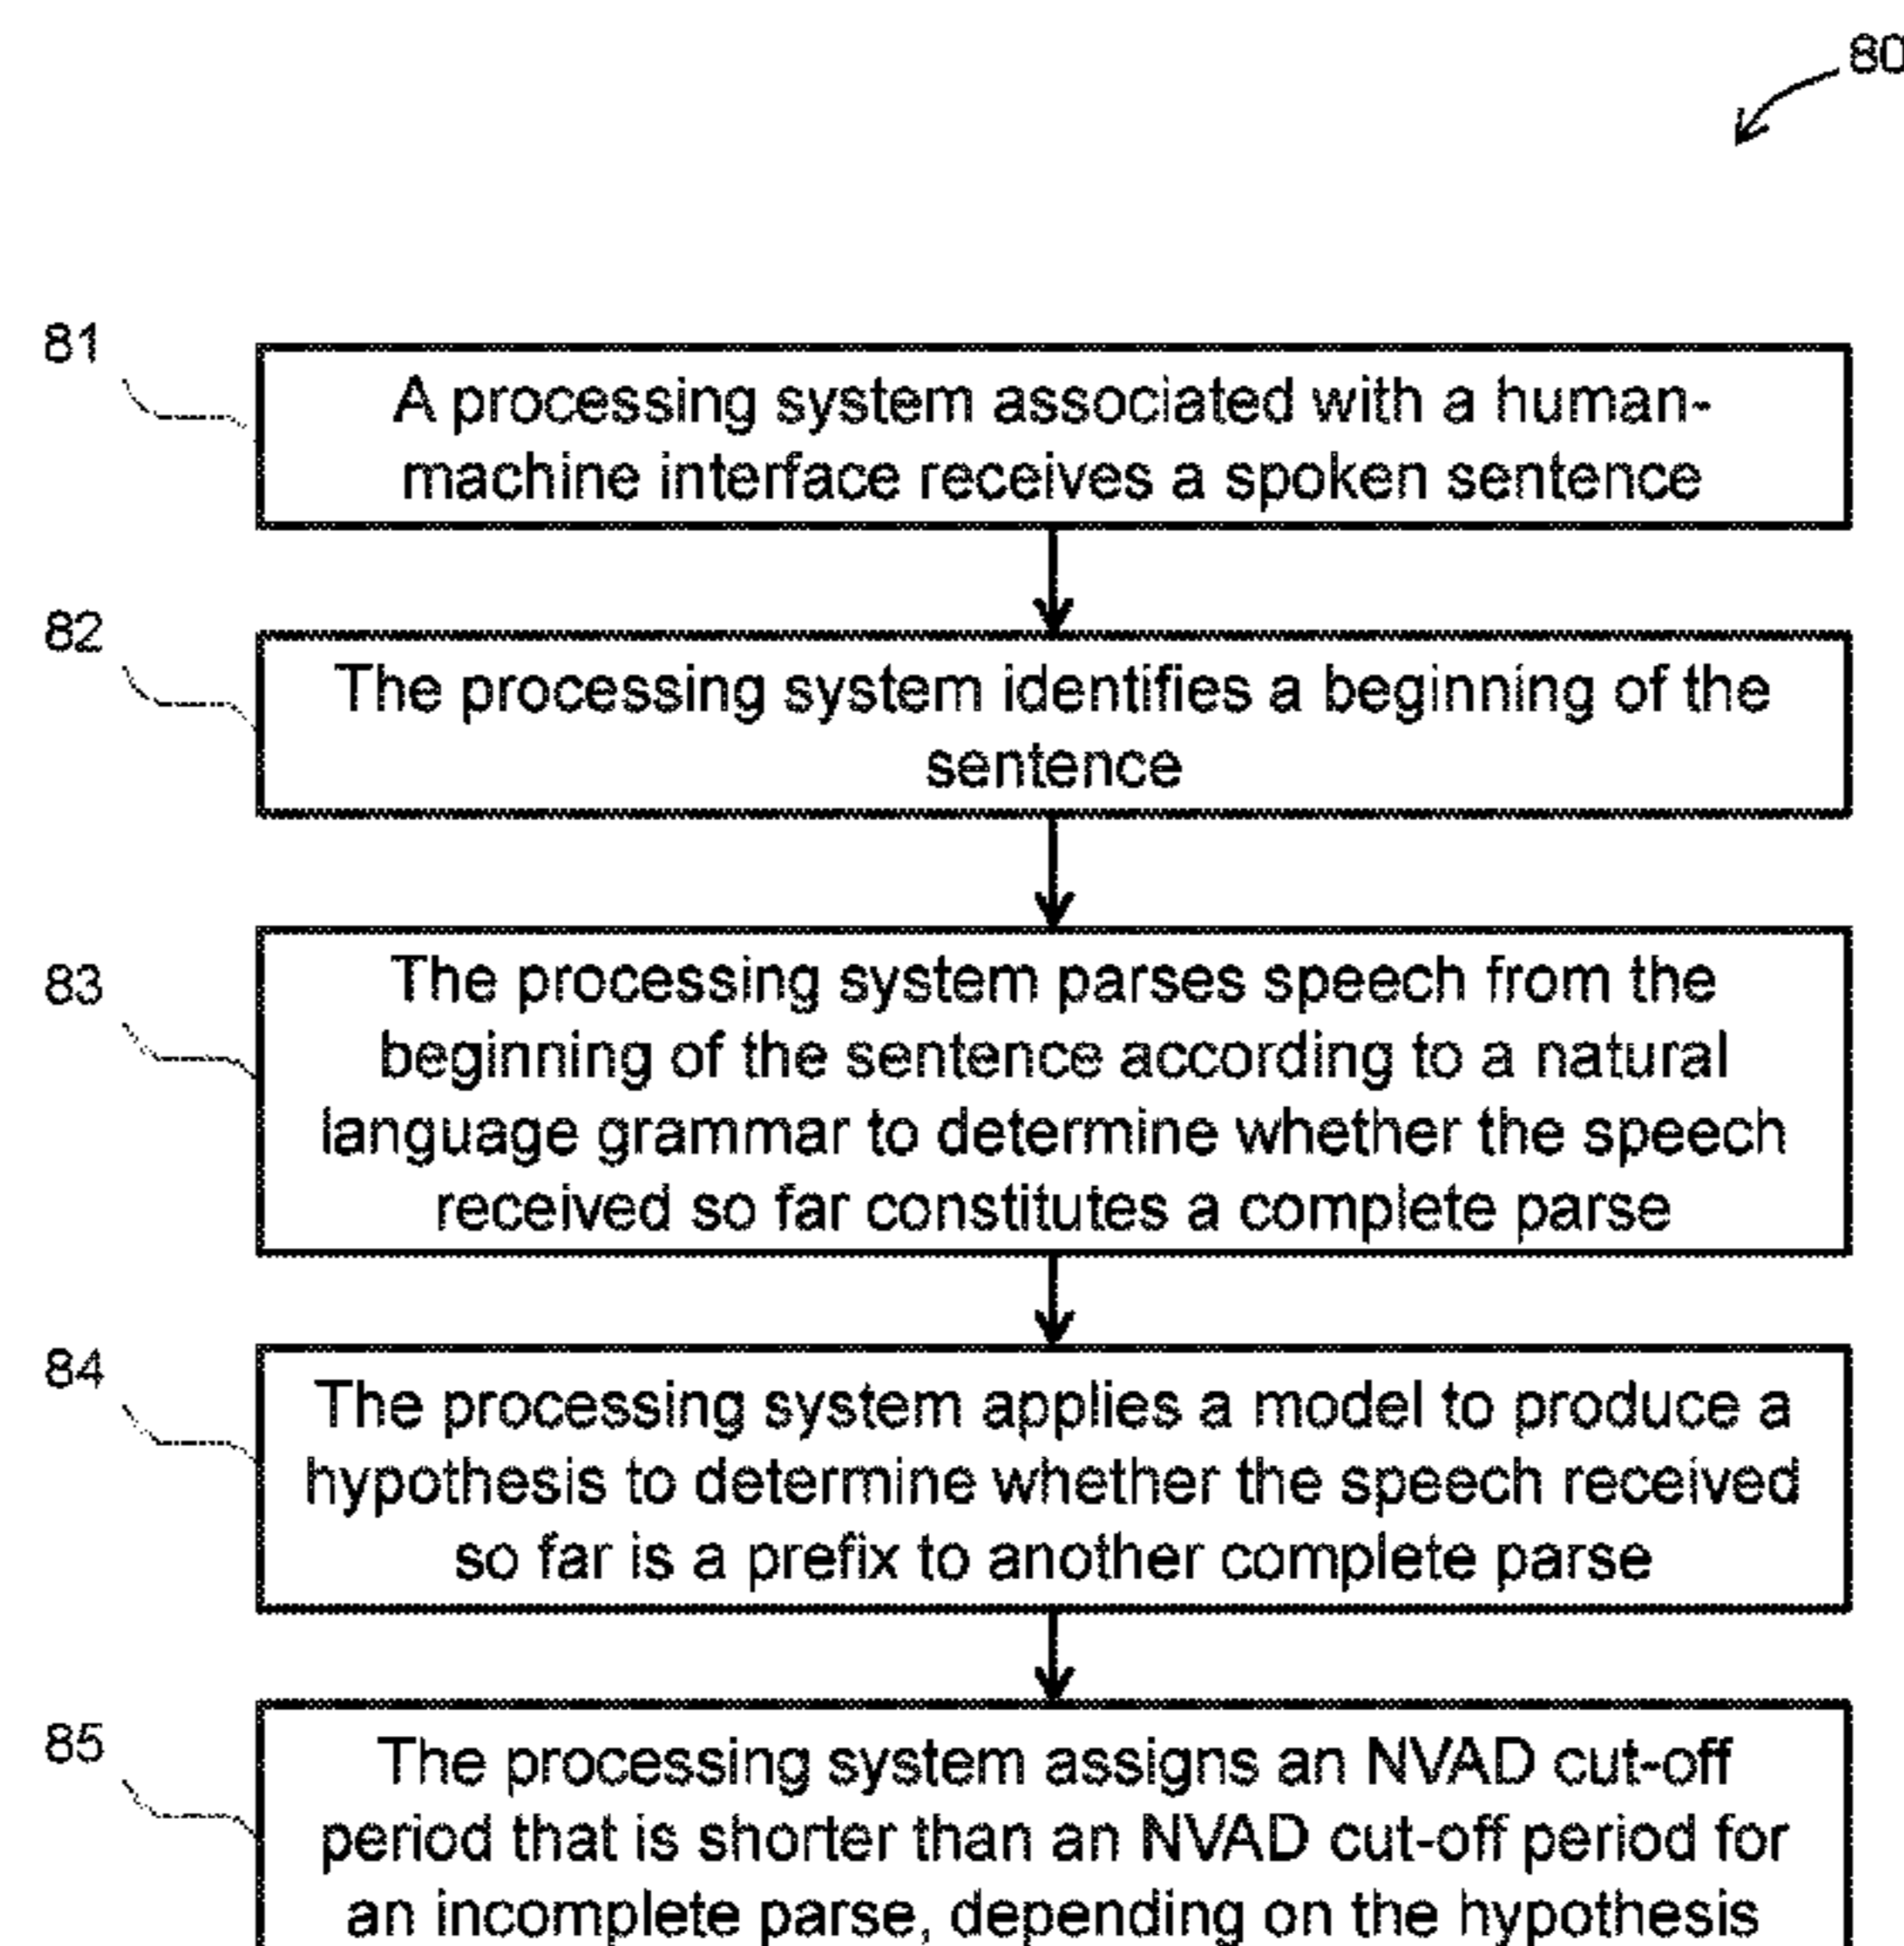 80
81
A processing system associated with a human-
machine interface receives a spoken sentence
82
The processing system identifies a beginning of the
sentence
83
The processing system parses speech from the
beginning of the sentence according to a natural
language grammar to determine whether the speech
received so far constitutes a complete parse
84
The processing system applies a model to produce a
hypothesis to determine whether the speech received
so far is a prefix to another complete parse
85
The processing system assigns an NVAD cut-off
period that is shorter than an NVAD cut-off period for
an incomplete parse, depending on the hypothesis